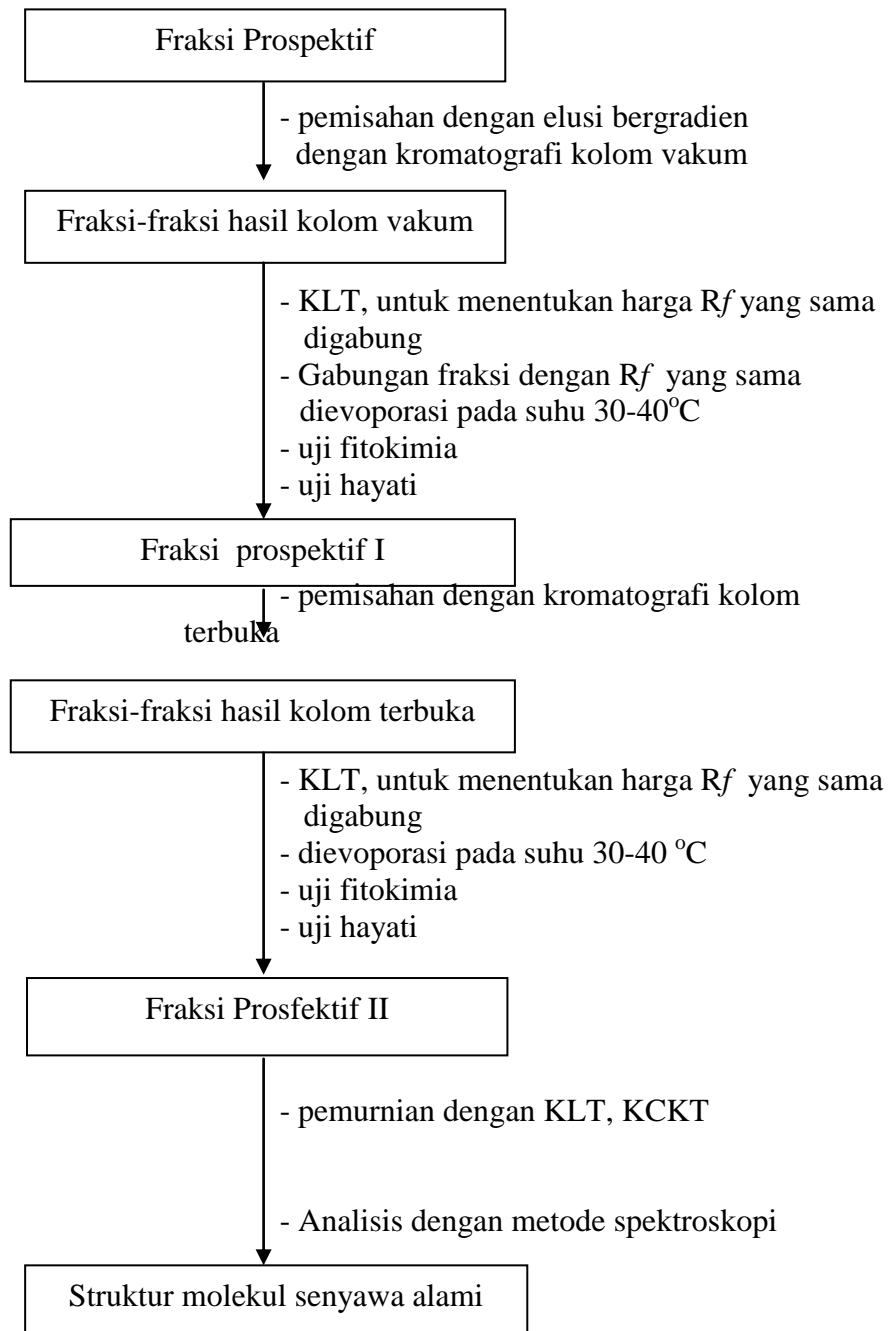 Fraksi Prospektif
- pemisahan dengan elusi bergradien
dengan kromatografi kolom vakum
Fraksi-fraksi hasil kolom vakum
- KLT, untuk menentukan harga Rf yang sama
digabung
- Gabungan fraksi dengan Rf yang sama
dievoporasi pada suhu 30-40°C
- uji fitokimia
- uji hayati
Fraksi prospektif I
- pemisahan dengan kromatografi kolom
terbuka
Fraksi-fraksi hasil kolom terbuka
- KLT, untuk menentukan harga Rf yang sama
digabung
- dievoporasi pada suhu 30-40 °C
- uji fitokimia
- uji hayati
Fraksi Prosfektif II
- pemurnian dengan KLT, KCKT
- Analisis dengan metode spektroskopi
Struktur molekul senyawa alami